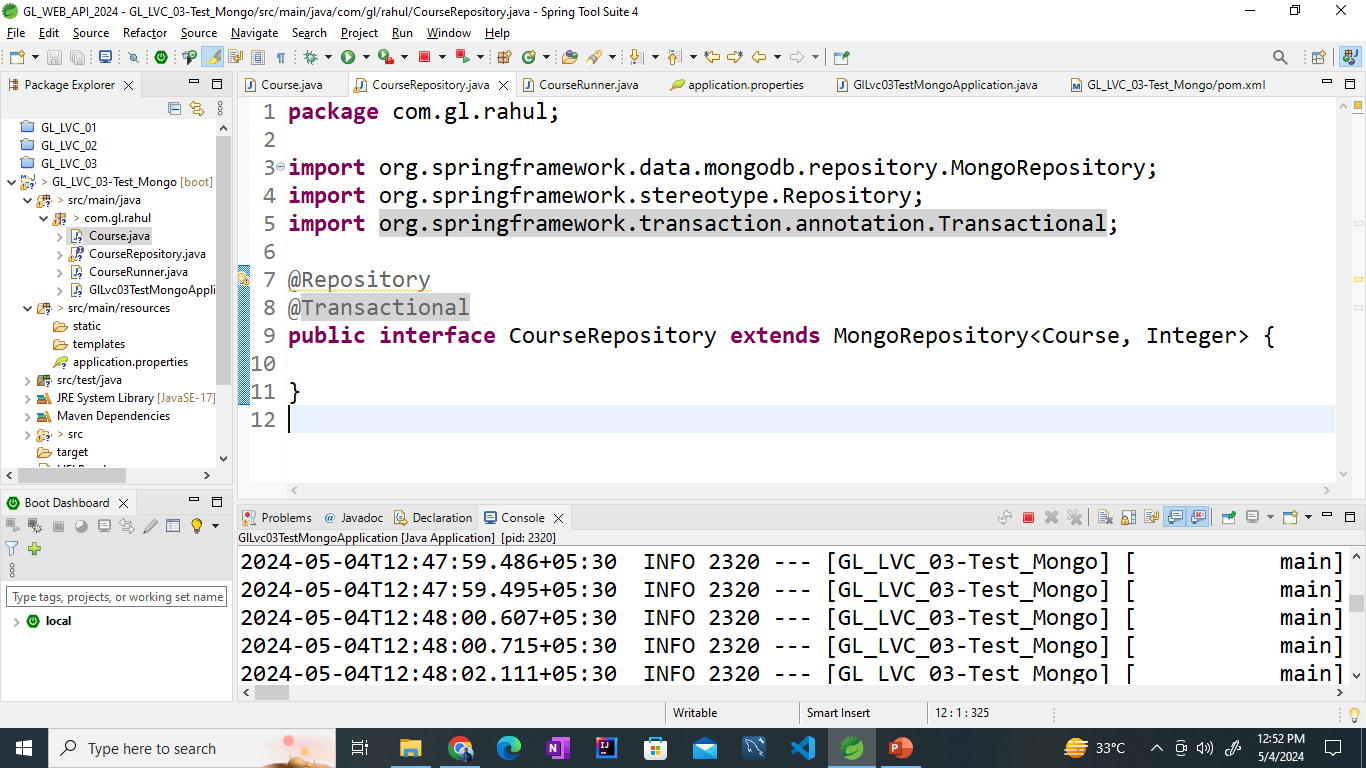 GL_WEB_API_2024 - GL_LVC_03-Test_Mongo/src/main/java/com/gl/rahul/CourseRepository.java - Spring Tool Suite 4
File Edit Source Refactor Source Navigate Search Project Run Window Help
Package Explorer
GL_LVC_01
GL_LVC_02
GL_LVC_03
> GL_LVC_03-Test_Mongo [boot]
> src/main/java
> com.gl.rahul
Course.java
CourseRepository.java
CourseRunner.java
GlLvc03TestMongoAppli
> src/main/resources
static
templates
application.properties
src/test/java
JRE System Library [JavaSE-17]
Maven Dependencies
> src
target
Course.java CourseRepository.java CourseRunner.java application.properties GlLvc03TestMongoApplication.java GL_LVC_03-Test_Mongo/pom.xml
1 package com.gl.rahul;
2
3 import org.springframework.data.mongodb.repository.MongoRepository;
4 import org.springframework.stereotype.Repository;
5 import org.springframework.transaction.annotation.Transactional;
6
7 @Repository
8 @Transactional
9 public interface CourseRepository extends MongoRepository<Course, Integer> {
10
11 }
12
Boot Dashboard
Type tags, projects, or working set name
local
Problems @ Javadoc Declaration Console
GlLvc03TestMongoApplication [Java Application] [pid: 2320]
2024-05-04T12:47:59.486+05:30 INFO 2320 --- [GL_LVC_03-Test_Mongo] [ main]
2024-05-04T12:47:59.495+05:30 INFO 2320 --- [GL_LVC_03-Test_Mongo] [ main]
2024-05-04T12:48:00.607+05:30 INFO 2320 --- [GL_LVC_03-Test_Mongo] [ main]
2024-05-04T12:48:00.715+05:30 INFO 2320 --- [GL_LVC_03-Test_Mongo] [ main]
2024-05-04T12:48:02.111+05:30 INFO 2320 --- [GL_LVC_03-Test_Mongo] [ main]
Writable Smart Insert 12 : 1 : 325
Type here to search
33°C
12:52 PM
5/4/2024